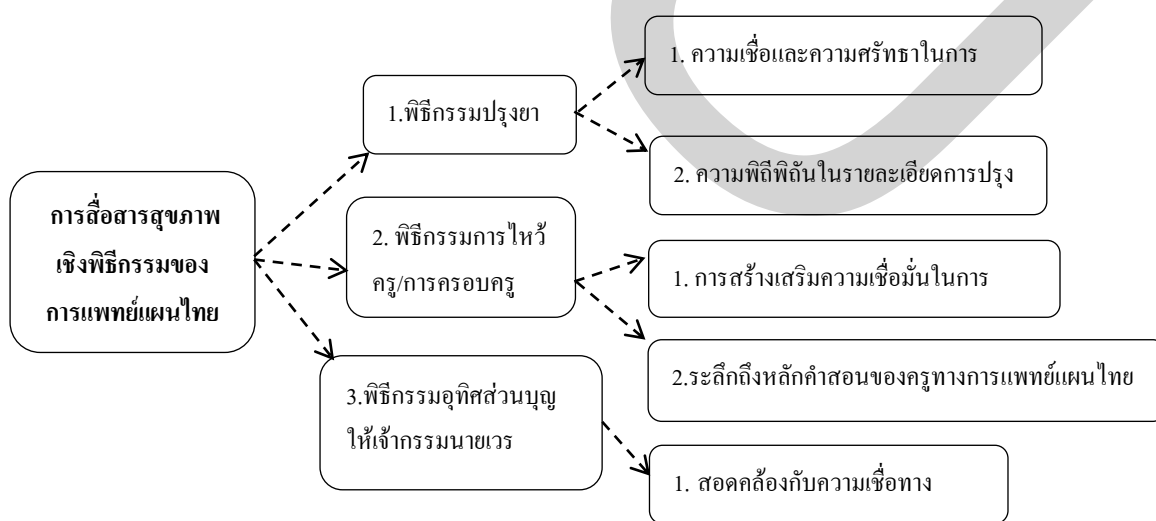 การสื่อสารสุขภาพ
เชิงพิธีกรรมของ
การแพทย์แผนไทย
1.พิธีกรรมปรุงยา
1. ความเชื่อและความศรัทธาในการ
2. ความพิถีพิถันในรายละเอียดการปรุง
2. พิธีกรรมการไหว้
ครู/การครอบครู
1. การสร้างเสริมความเชื่อมั่นในการ
2.ระลึกถึงหลักคำสอนของครูทางการแพทย์แผนไทย
3.พิธีกรรมอุทิศส่วนบุญ
ให้เจ้ากรรมนายเวร
1. สอดคล้องกับความเชื่อทาง